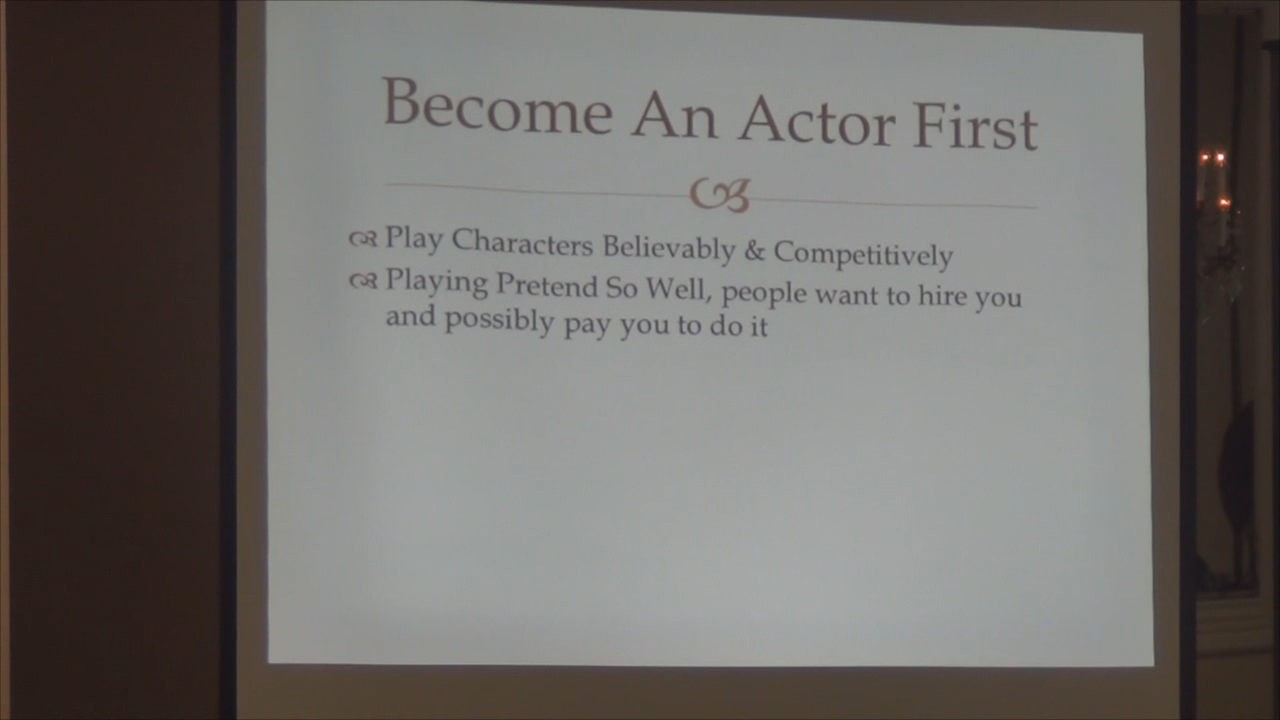 Become An Actor First
Play Characters Believably & Competitively
Playing Pretend So Well, people want to hire you
and possibly pay you to do it